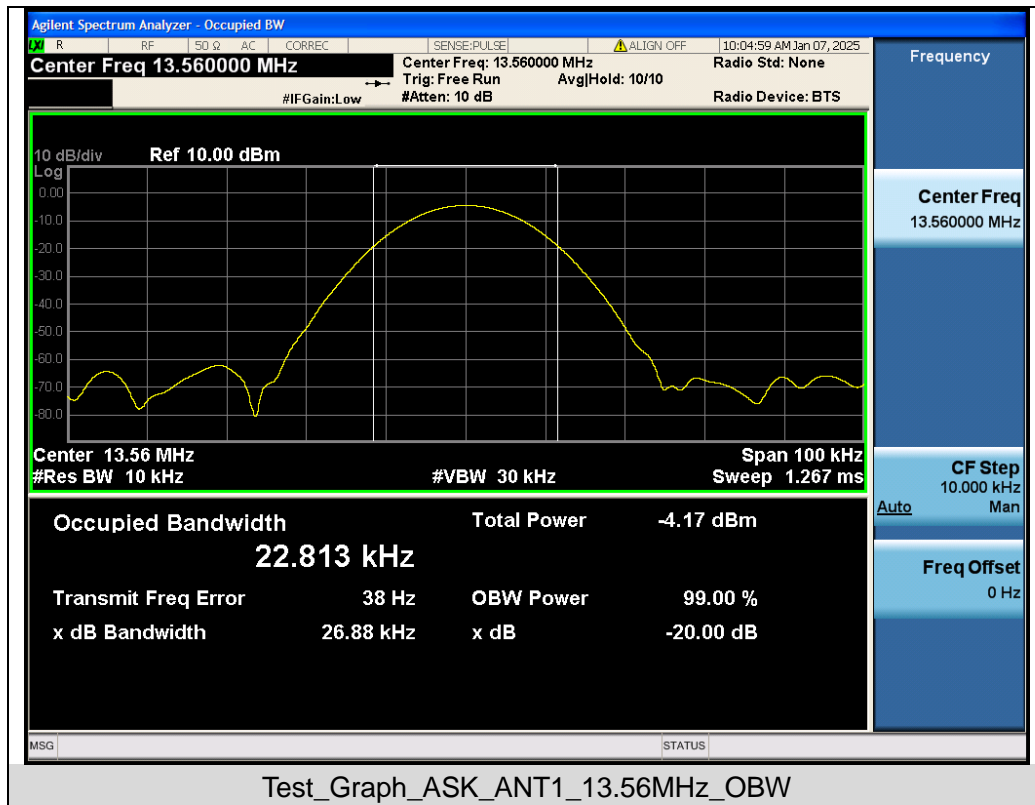 Agilent Spectrum Analyzer - Occupied BW
LXI R RF 50 Ω AC CORREC SENSE:PULSE ALIGN OFF 10:04:59 AM Jan 07, 2025
Center Freq 13.560000 MHz
Center Freq: 13.560000 MHz Radio Std: None
Trig: Free Run Avg|Hold: 10/10
#IFGain:Low #Atten: 10 dB Radio Device: BTS
Frequency
10 dB/div Ref 10.00 dBm
Log
0.00
-10.0
-20.0
-30.0
-40.0
-50.0
-60.0
-70.0
-80.0
Center 13.56 MHz Span 100 kHz
#Res BW 10 kHz #VBW 30 kHz Sweep 1.267 ms
Center Freq
13.560000 MHz
CF Step
10.000 kHz
Auto Man
Freq Offset
0 Hz
Occupied Bandwidth Total Power -4.17 dBm
22.813 kHz
Transmit Freq Error 38 Hz OBW Power 99.00 %
x dB Bandwidth 26.88 kHz x dB -20.00 dB
MSG STATUS
Test_Graph_ASK_ANT1_13.56MHz_OBW